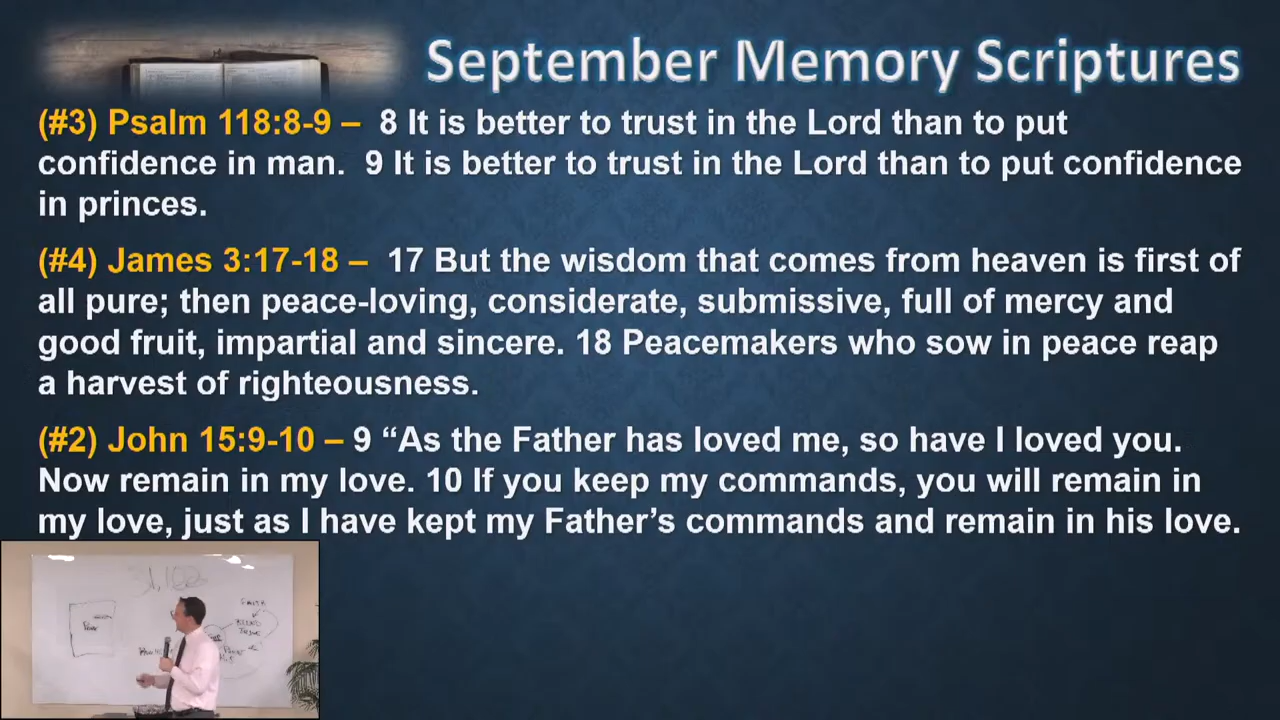 September Memory Scriptures
(#3) Psalm 118:8-9 – 8 It is better to trust in the Lord than to put
confidence in man. 9 It is better to trust in the Lord than to put confidence
in princes.
(#4) James 3:17-18 – 17 But the wisdom that comes from heaven is first of
all pure; then peace-loving, considerate, submissive, full of mercy and
good fruit, impartial and sincere. 18 Peacemakers who sow in peace reap
a harvest of righteousness.
(#2) John 15:9-10 – 9 “As the Father has loved me, so have I loved you.
Now remain in my love. 10 If you keep my commands, you will remain in
my love, just as I have kept my Father’s commands and remain in his love.
FAITH